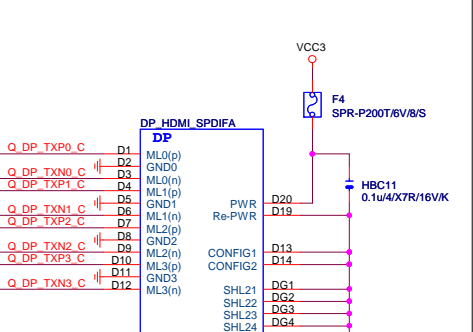 VCC3
F4
SPR-P200T/6V/8/S
DP_HDMI_SPDIFA
DP
Q_DP_TXP0_C D1 ML0(p)
D2 GND0
Q_DP_TXN0_C D3 ML0(n)
Q_DP_TXP1_C D4 ML1(p)
D5 GND1
Q_DP_TXN1_C D6 ML1(n)
Q_DP_TXP2_C D7 ML2(p)
D8 GND2
Q_DP_TXN2_C D9 ML2(n)
Q_DP_TXP3_C D10 ML3(p)
D11 GND3
Q_DP_TXN3_C D12 ML3(n)
PWR D20
Re-PWR D19
CONFIG1 D13
CONFIG2 D14
SHL21 DG1
SHL22 DG2
SHL23 DG3
SHL24 DG4
HBC11
0.1u/4/X7R/16V/K